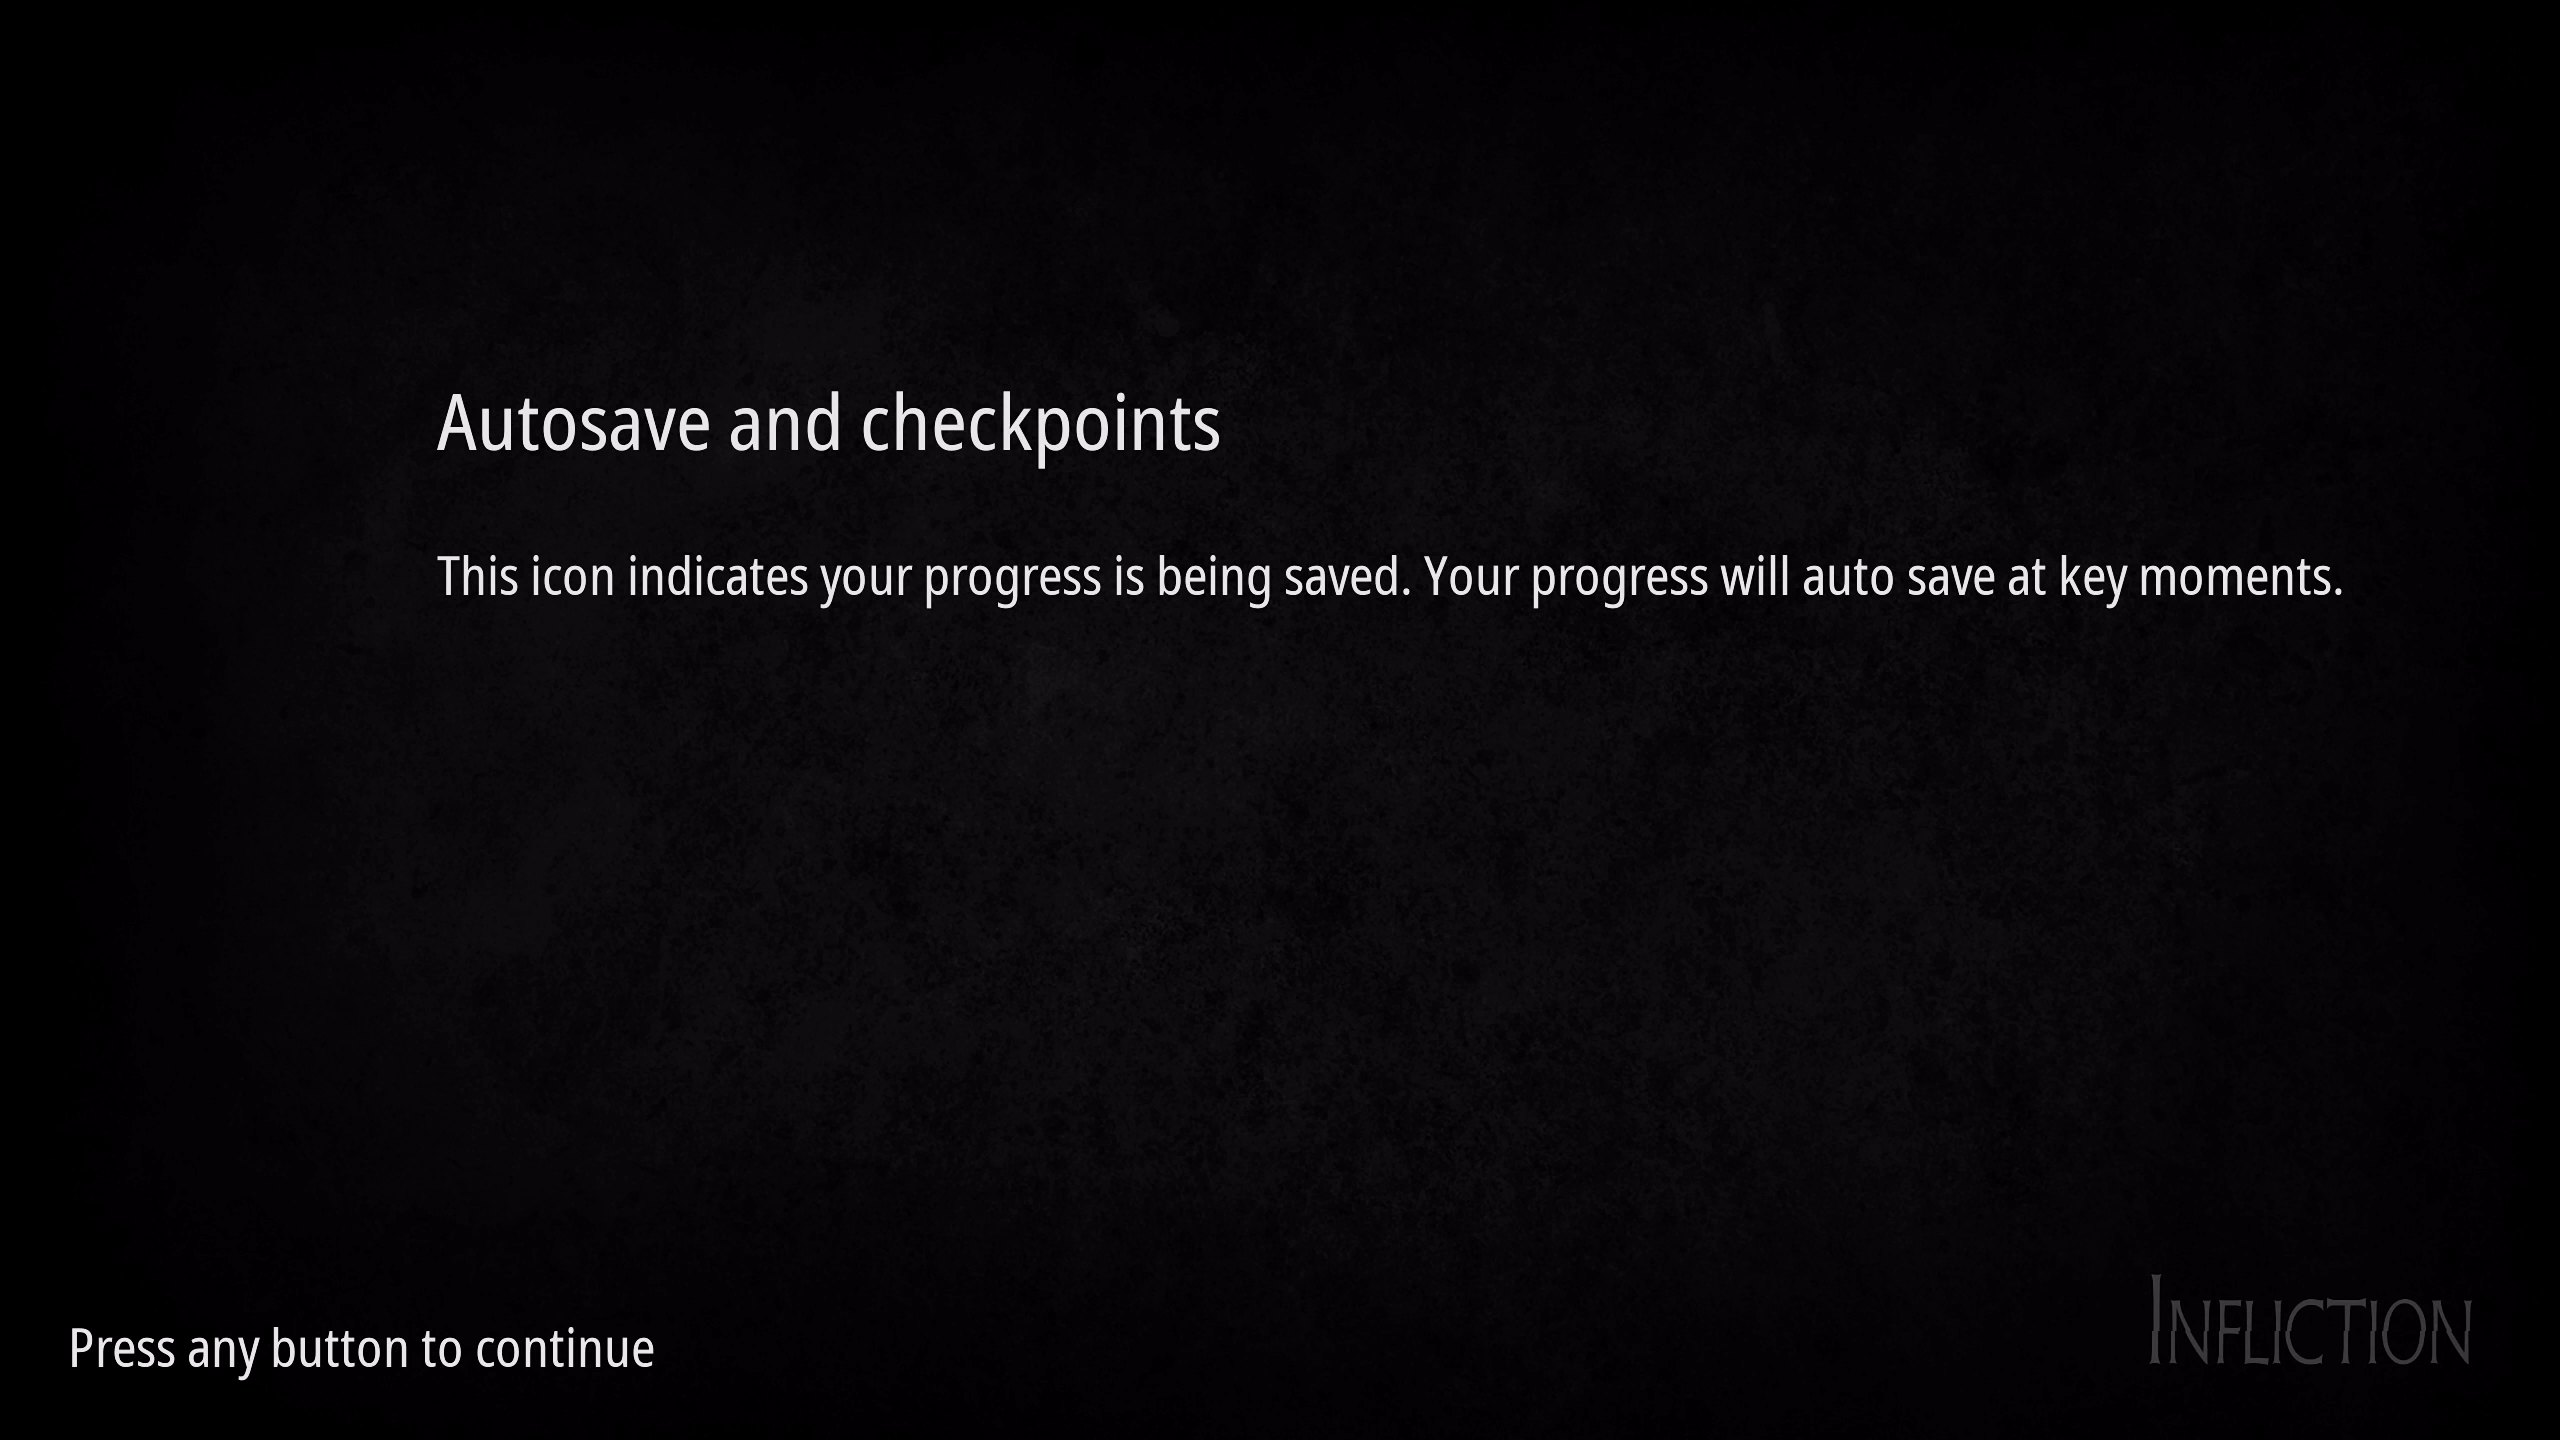 Autosave and checkpoints
This icon indicates your progress is being saved. Your progress will auto save at key moments.
Press any button to continue
INFLICTION